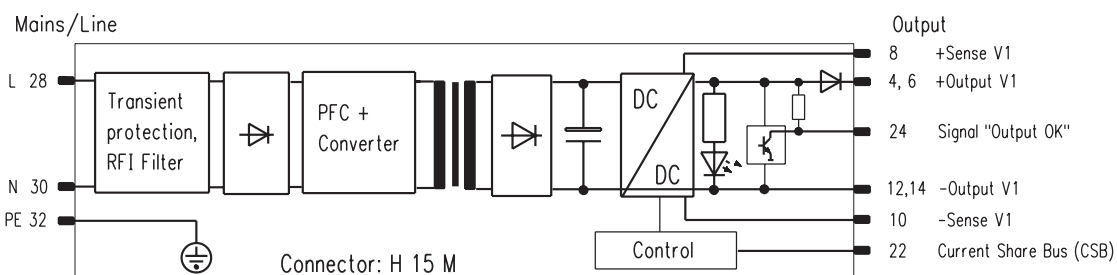 Mains/Line
Output
8 +Sense V1
L 28
4, 6 +Output V1
Transient
protection,
RFI Filter
PFC +
Converter
DC
DC
24 Signal "Output OK"
N 30
12,14 -Output V1
PE 32
10 -Sense V1
Control
22 Current Share Bus (CSB)
Connector: H 15 M